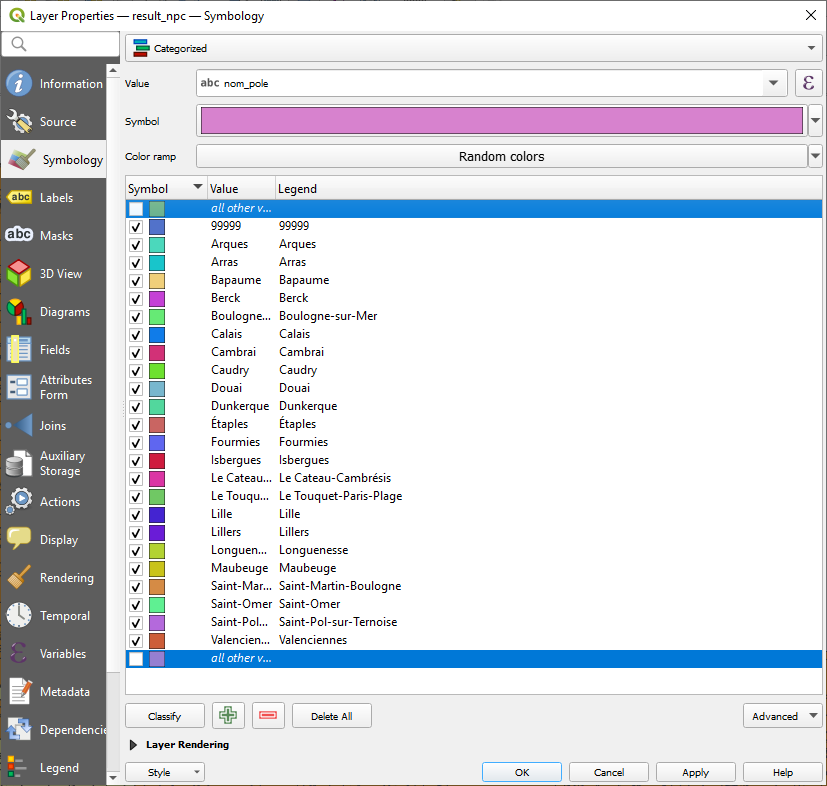 Layer Properties — result_npc — Symbology
Categorized
Information
Value
abc nom_pole
ε
Source
Symbol
Symbology
Color ramp
Random colors
Symbol Value Legend
abc Labels
all other v...
99999 99999
abc Masks
Arques Arques
Arras Arras
3D View
Bapaume Bapaume
Berck Berck
Diagrams
Boulogne... Boulogne-sur-Mer
Calais Calais
Fields
Cambrai Cambrai
Caudry Caudry
Attributes
Form
Douai Douai
Dunkerque Dunkerque
Joins
Étaples Étaples
Fourmies Fourmies
Auxiliary
Storage
Isbergues Isbergues
Le Cateau... Le Cateau-Cambrésis
Actions
Le Touqu... Le Touquet-Paris-Plage
Lille Lille
Display
Lillers Lillers
Longuen... Longuenesse
Rendering
Maubeuge Maubeuge
Saint-Mar... Saint-Martin-Boulogne
Temporal
Saint-Omer Saint-Omer
Saint-Pol... Saint-Pol-sur-Ternoise
ε Variables
Valencien... Valenciennes
all other v...
Metadata
Classify Delete All Advanced
Dependencie
Layer Rendering
Legend
Style OK Cancel Apply Help